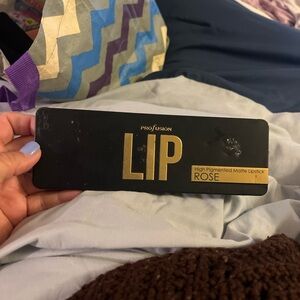 PROFUSION
LIP
High Pigmented Matte Lipstick
ROSE